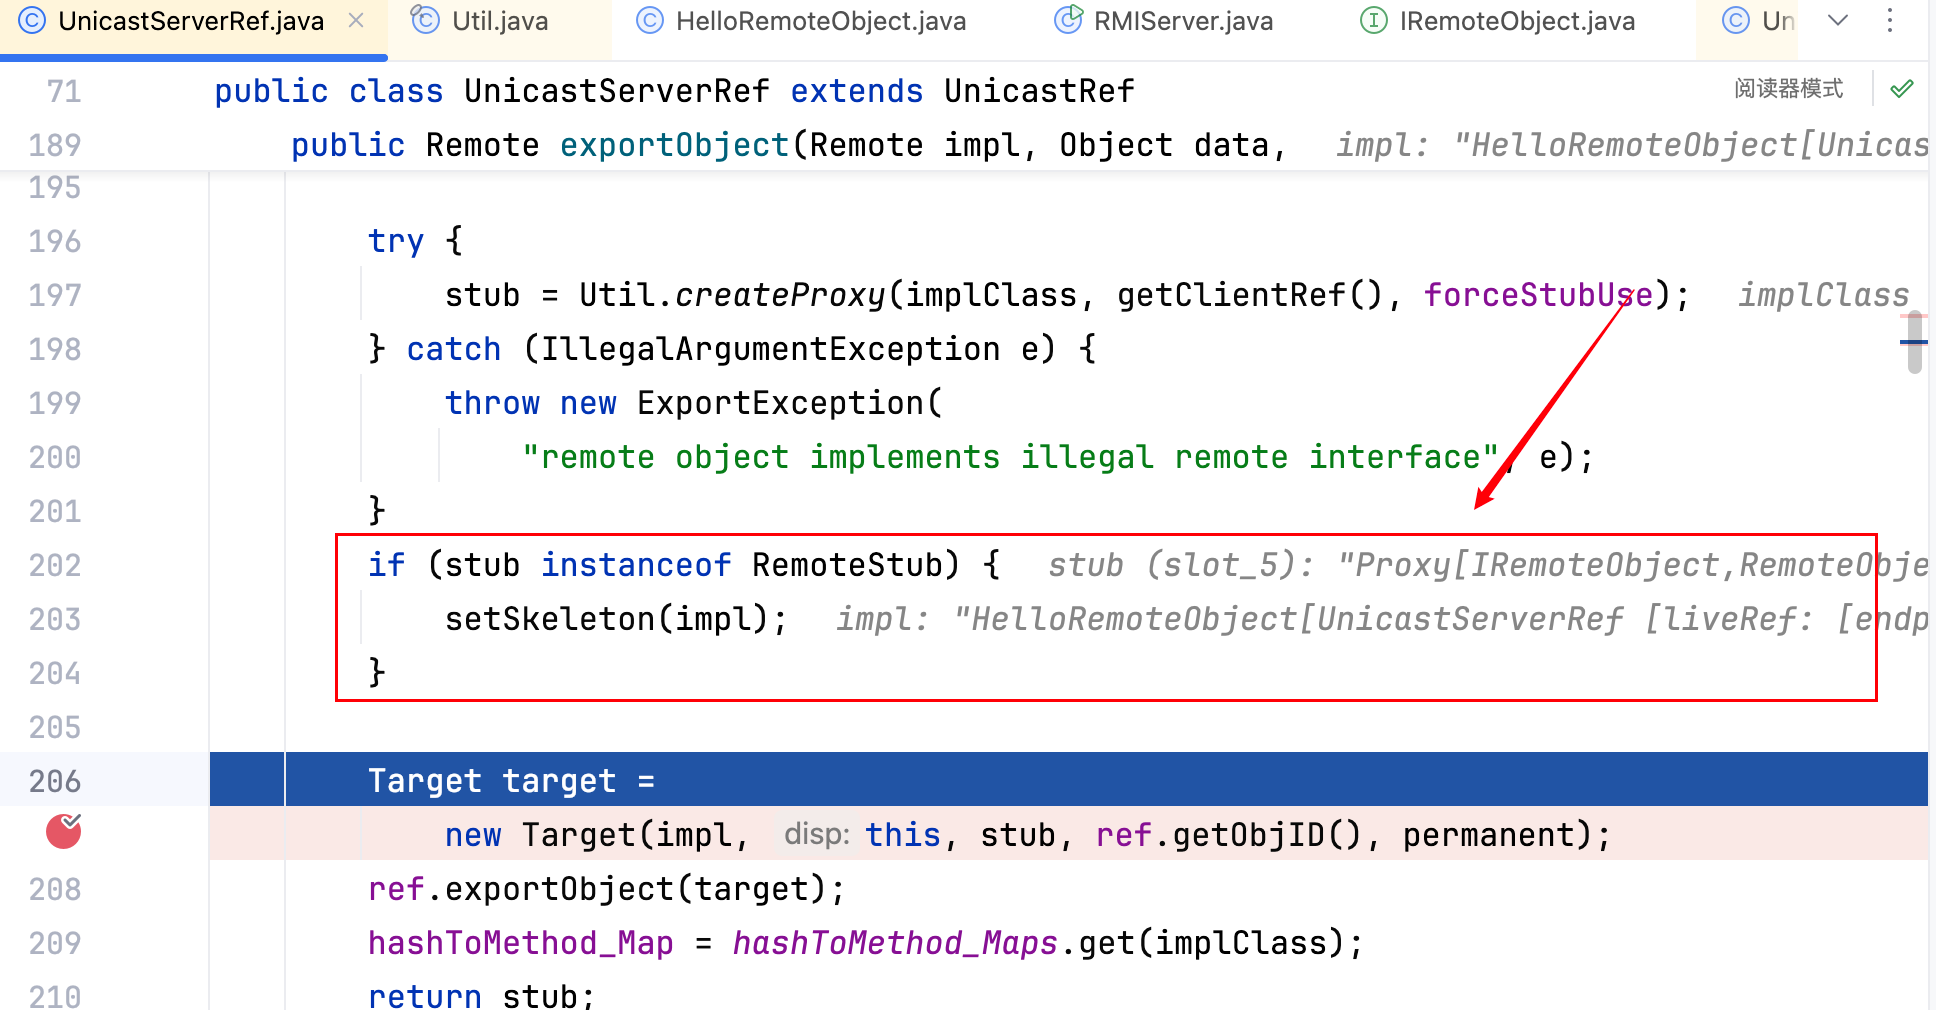 UnicastServerRef.java × Util.java HelloRemoteObject.java RMIServer.java IRemoteObject.java Un
71 public class UnicastServerRef extends UnicastRef 阅读器模式
189 public Remote exportObject(Remote impl, Object data, impl: "HelloRemoteObject[Unicas
195
196 try {
197 stub = Util.createProxy(implClass, getClientRef(), forceStubUse); implClass
198 } catch (IllegalArgumentException e) {
199 throw new ExportException(
200 "remote object implements illegal remote interface", e);
201 }
202 if (stub instanceof RemoteStub) { stub (slot_5): "Proxy[IRemoteObject,RemoteObje
203 setSkeleton(impl); impl: "HelloRemoteObject[UnicastServerRef [liveRef: [endp
204 }
205
206 Target target =
new Target(impl, disp: this, stub, ref.getObjID(), permanent);
208 ref.exportObject(target);
209 hashToMethod_Map = hashToMethod_Maps.get(implClass);
210 return stub;